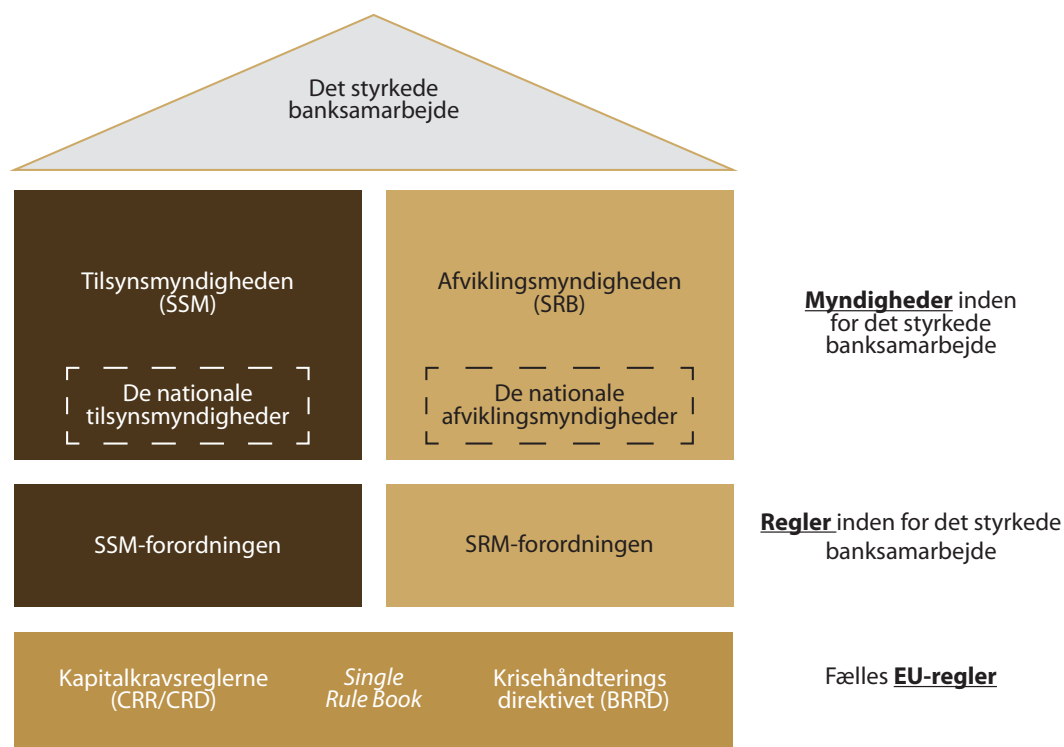 Det styrkede
banksamarbejde
Tilsynsmyndigheden
(SSM)
De nationale
tilsynsmyndigheder
Afviklingsmyndigheden
(SRB)
De nationale
afviklingsmyndigheder
Myndigheder inden
for det styrkede
banksamarbejde
SSM-forordningen
SRM-forordningen
Regler inden for det styrkede
banksamarbejde
Kapitalkravsreglerne
(CRR/CRD)
Single
Rule Book
Krisehåndterings
direktivet (BRRD)
Fælles EU-regler